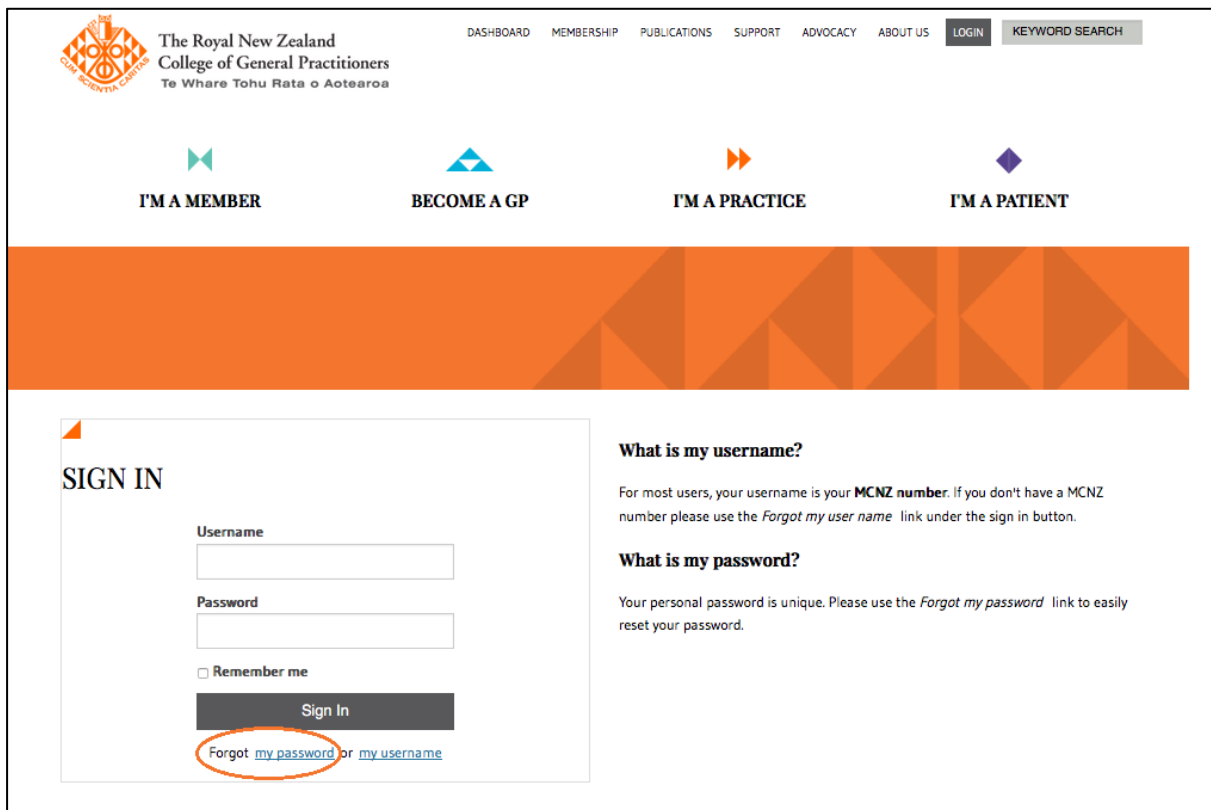 The Royal New Zealand
College of General Practitioners
Te Whare Tohu Rata o Aotearoa
CUM SCIENTIA CARITAS
DASHBOARD MEMBERSHIP PUBLICATIONS SUPPORT ADVOCACY ABOUT US LOGIN KEYWORD SEARCH
I'M A MEMBER BECOME A GP I'M A PRACTICE I'M A PATIENT
SIGN IN
Username
Password
Remember me
Sign In
Forgot my password or my username
What is my username?
For most users, your username is your MCNZ number. If you don't have a MCNZ
number please use the Forgot my user name link under the sign in button.
What is my password?
Your personal password is unique. Please use the Forgot my password link to easily
reset your password.